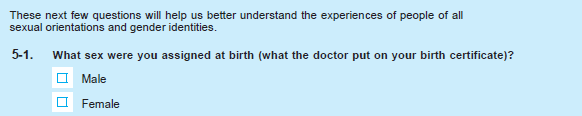 These next few questions will help us better understand the experiences of people of all
sexual orientations and gender identities.
5-1. What sex were you assigned at birth (what the doctor put on your birth certificate)?
Male
Female